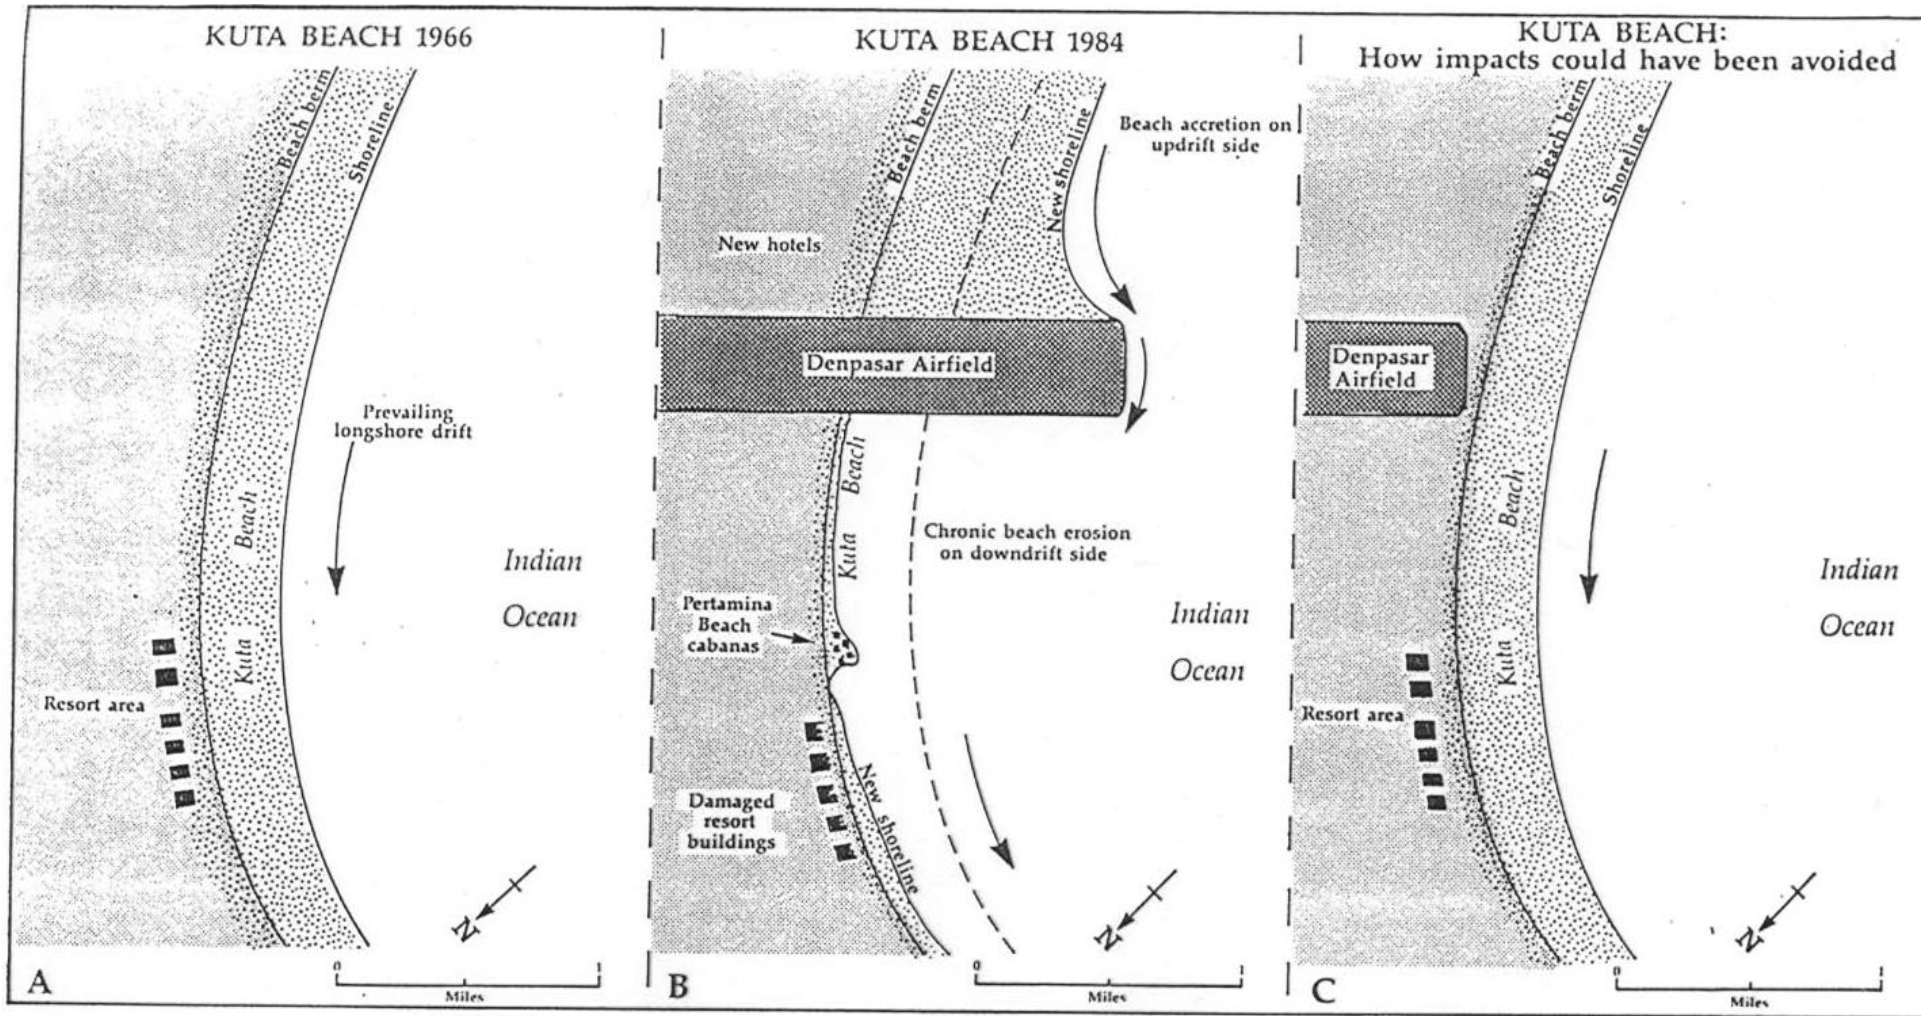 KUTA BEACH 1966
Beach berm
Shoreline
Prevailing
longshore drift
Beach
Kuta
Indian
Ocean
Resort area
N
0
1
Miles
A
KUTA BEACH 1984
Beach berm
New shoreline
Beach accretion on
updrift side
New hotels
Denpasar Airfield
Beach
Kuta
Chronic beach erosion
on downdrift side
Pertamina
Beach
cabanas
Indian
Ocean
Damaged
resort
buildings
New shoreline
N
0
1
Miles
B
KUTA BEACH:
How impacts could have been avoided
Beach berm
Shoreline
Denpasar
Airfield
Beach
Kuta
Indian
Ocean
Resort area
N
0
1
Miles
C